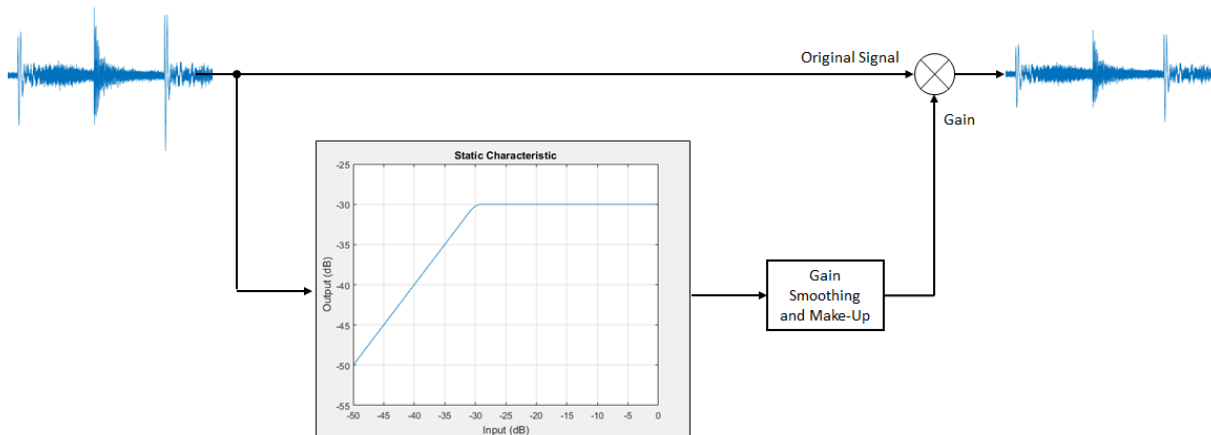 Original Signal
Gain
Static Characteristic
-25
-30
-35
-40
-45
-50
-55
Output (dB)
-50 -45 -40 -35 -30 -25 -20 -15 -10 -5 0
Input (dB)
Gain
Smoothing
and Make-Up